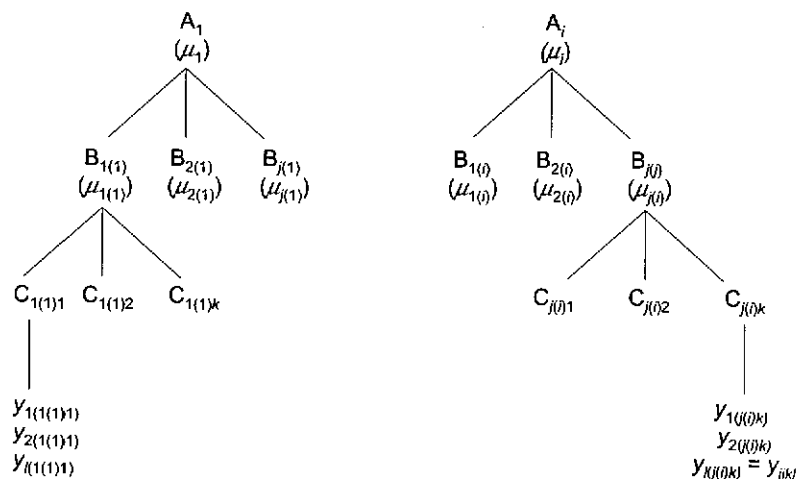 A₁ Aᵢ
(μ₁) (μᵢ)
B₁₍₁₎ B₂₍₁₎ Bⱼ₍₁₎ B₁₍ᵢ₎ B₂₍ᵢ₎ Bⱼ₍ᵢ₎
(μ₁₍₁₎) (μ₂₍₁₎) (μⱼ₍₁₎) (μ₁₍ᵢ₎) (μ₂₍ᵢ₎) (μⱼ₍ᵢ₎)
C₁₍₁₎₁ C₁₍₁₎₂ C₁₍₁₎ₖ Cⱼ₍ᵢ₎₁ Cⱼ₍ᵢ₎₂ Cⱼ₍ᵢ₎ₖ
y₁₍₁₍₁₎₁₎ y₁₍ⱼ₍ᵢ₎ₖ₎
y₂₍₁₍₁₎₁₎ y₂₍ⱼ₍ᵢ₎ₖ₎
yₗ₍₁₍₁₎₁₎ yₗ₍ⱼ₍ᵢ₎ₖ₎ = yᵢⱼₖₗ